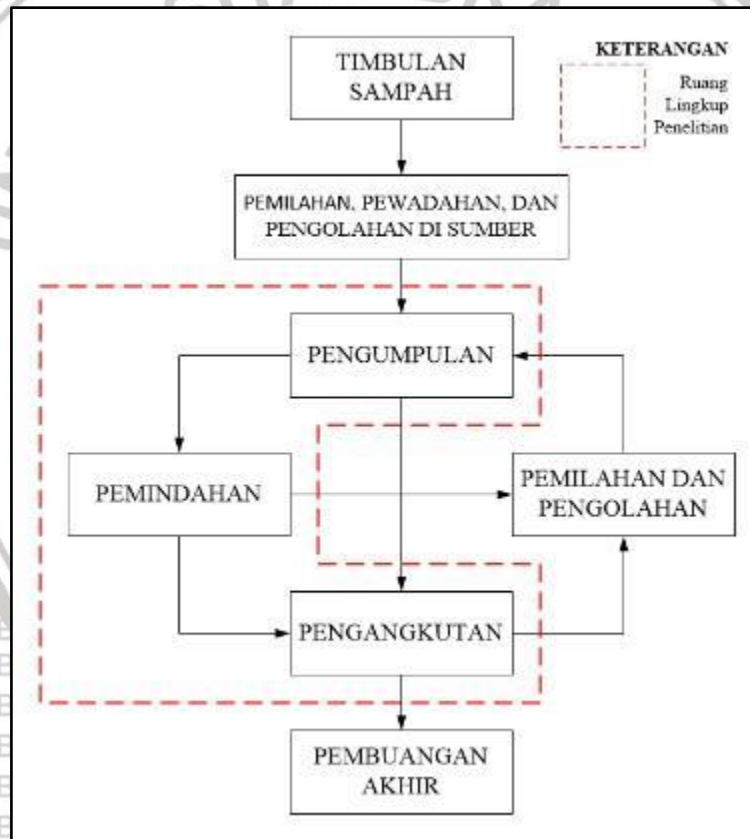 TIMBULAN
SAMPAH
KETERANGAN
Ruang
Lingkup
Penelitian
PEMILAHAN, PEWADAHAN, DAN
PENGOLAHAN DI SUMBER
PENGUMPULAN
PEMINDAHAN
PEMILAHAN DAN
PENGOLAHAN
PENGANGKUTAN
PEMBUANGAN
AKHIR